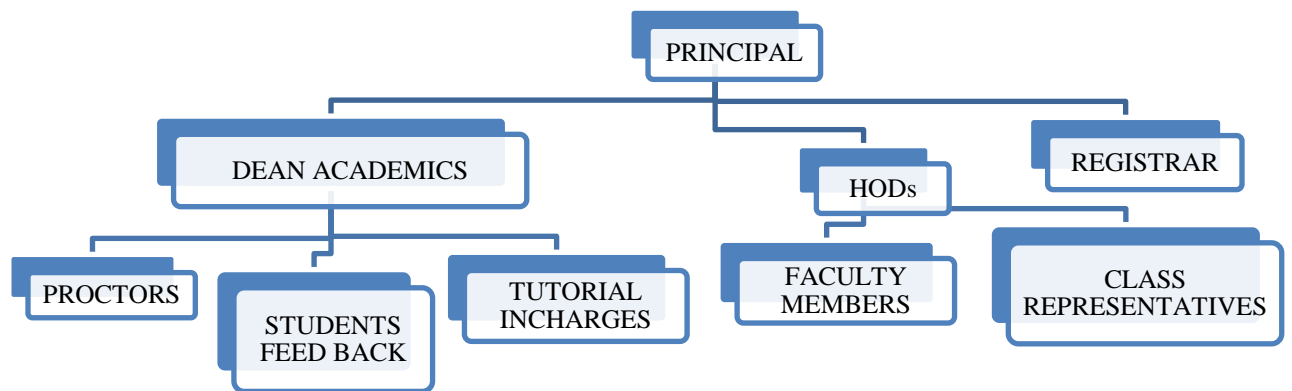 PRINCIPAL
DEAN ACADEMICS
HODs
REGISTRAR
PROCTORS
STUDENTS
FEED BACK
TUTORIAL
INCHARGES
FACULTY
MEMBERS
CLASS
REPRESENTATIVES